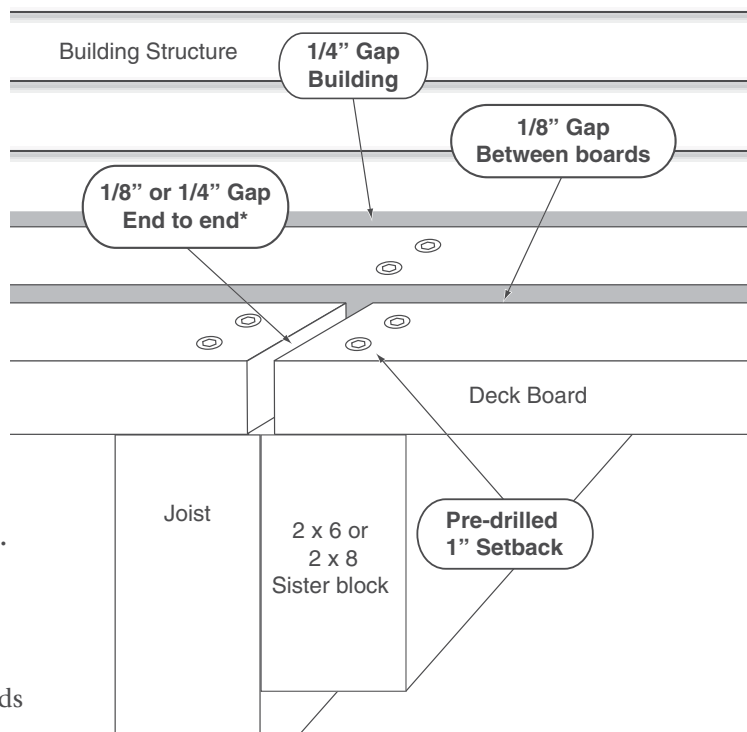 Building Structure
1/4” Gap
Building
1/8” Gap
Between boards
1/8” or 1/4” Gap
End to end*
Deck Board
Joist
2 x 6 or
2 x 8
Sister block
Pre-drilled
1” Setback
.
ds